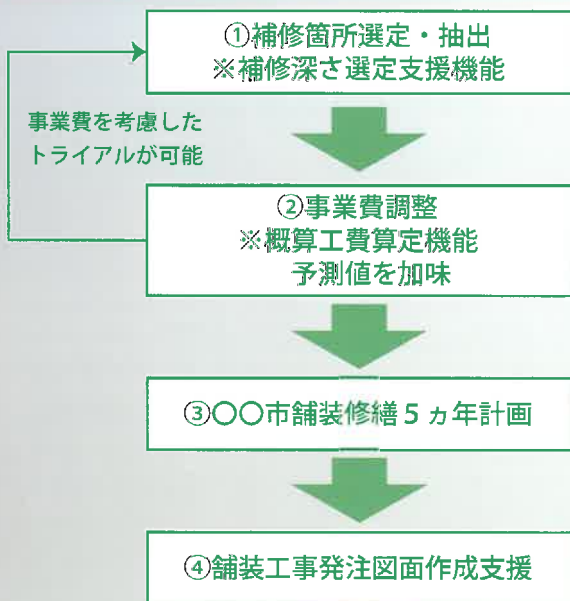 ①補修箇所選定・抽出
※補修深さ選定支援機能
事業費を考慮した
トライアルが可能
②事業費調整
※概算工費算定機能
予測値を加味
③〇〇市舗装修繕5ヵ年計画
④舗装工事発注図面作成支援